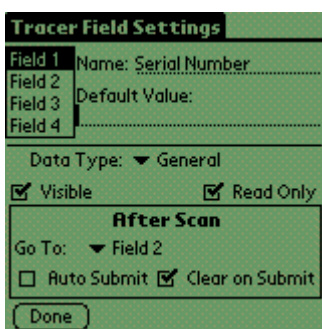 Tracer Field Settings
Field 1
Field 2
Field 3
Field 4
Name: Serial Number
Default Value:
Data Type: General
Visible
Read Only
After Scan
Go To: Field 2
Auto Submit
Clear on Submit
Done